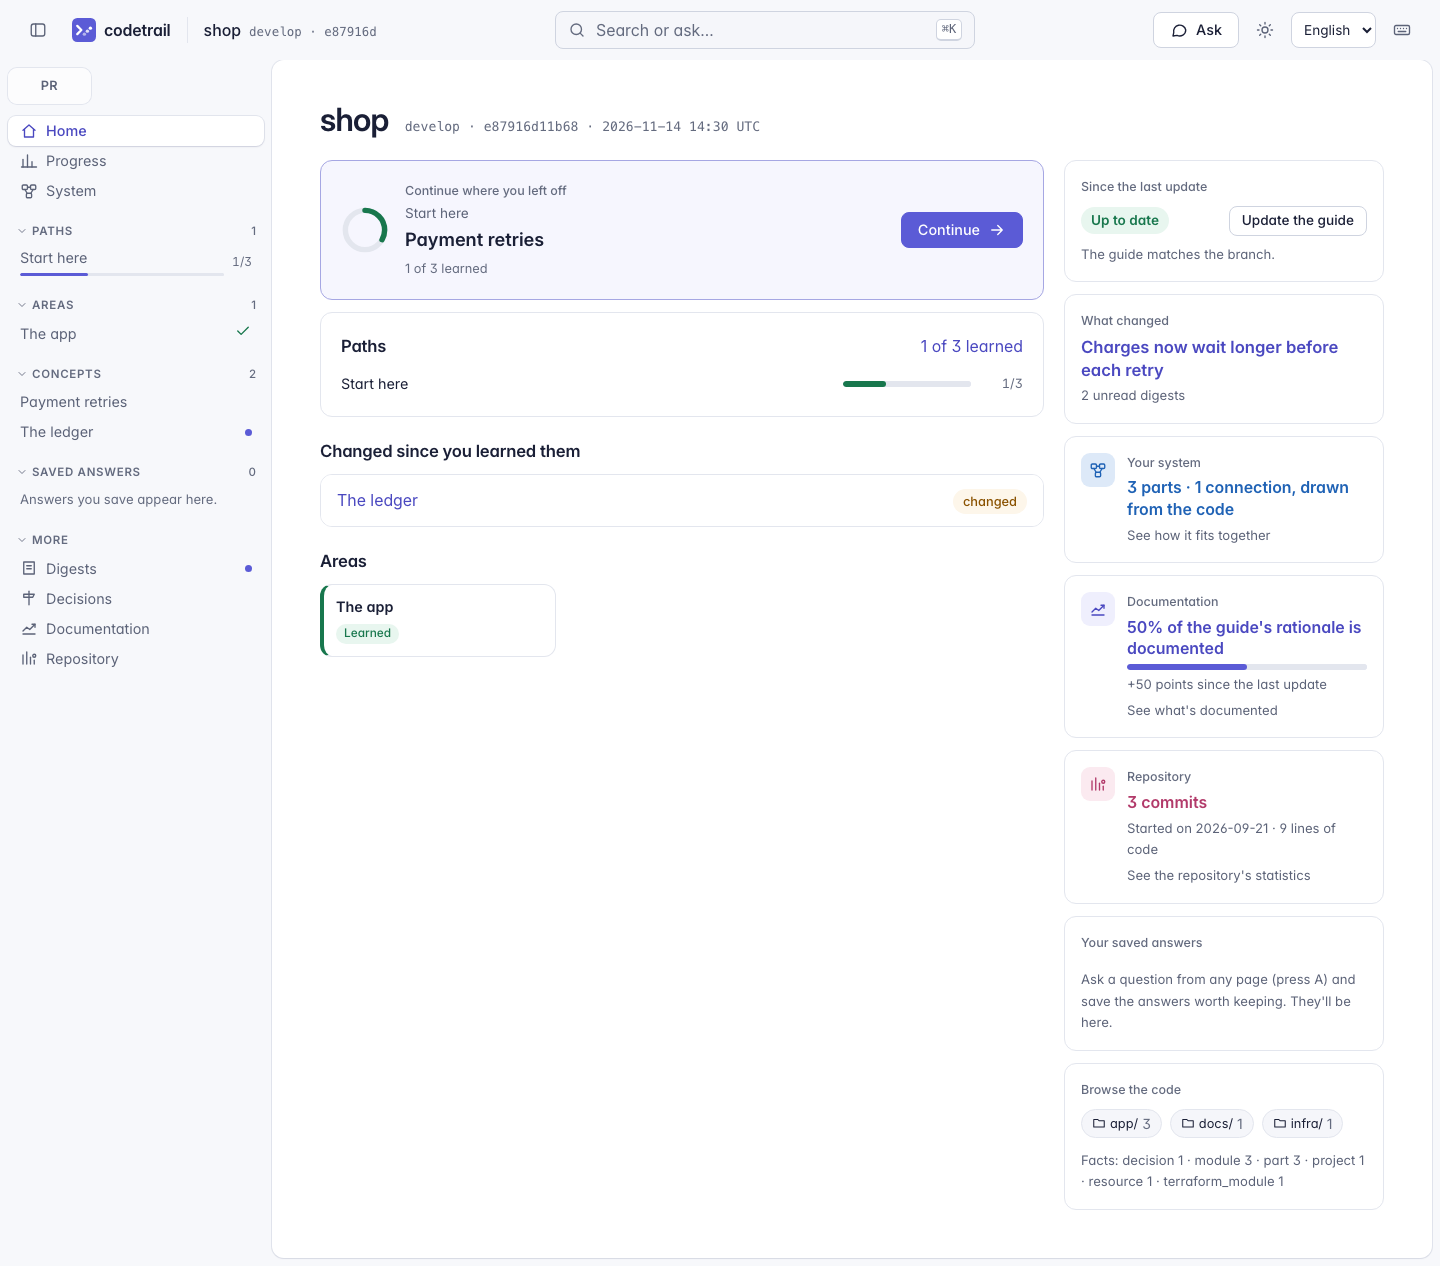 codetrail
shop develop · e87916d
Search or ask...
⌘K
Ask
English
PR
Home
Progress
System
PATHS 1
Start here 1/3
AREAS 1
The app
CONCEPTS 2
Payment retries
The ledger
SAVED ANSWERS 0
Answers you save appear here.
MORE
Digests
Decisions
Documentation
Repository
shop develop · e87916d11b68 · 2026-11-14 14:30 UTC
Continue where you left off
Start here
Payment retries
1 of 3 learned
Continue
Paths 1 of 3 learned
Start here 1/3
Changed since you learned them
The ledger changed
Areas
The app
Learned
Since the last update
Up to date Update the guide
The guide matches the branch.
What changed
Charges now wait longer before
each retry
2 unread digests
Your system
3 parts · 1 connection, drawn
from the code
See how it fits together
Documentation
50% of the guide's rationale is
documented
+50 points since the last update
See what's documented
Repository
3 commits
Started on 2026-09-21 · 9 lines of
code
See the repository's statistics
Your saved answers
Ask a question from any page (press A) and
save the answers worth keeping. They'll be
here.
Browse the code
app/ 3 docs/ 1 infra/ 1
Facts: decision 1 · module 3 · part 3 · project 1
· resource 1 · terraform_module 1